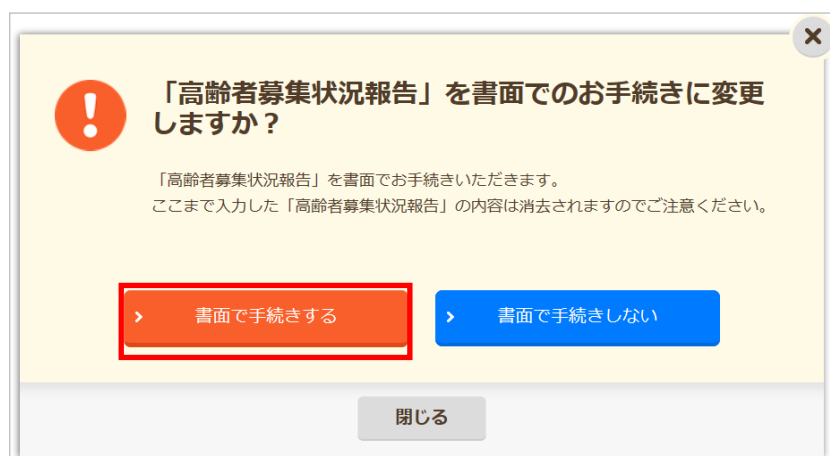 「高齢者募集状況報告」を書面でのお手続きに変更
しますか？
「高齢者募集状況報告」を書面でお手続きいただきます。
ここまで入力した「高齢者募集状況報告」の内容は消去されますのでご注意ください。
書面で手続きする
書面で手続きしない
閉じる